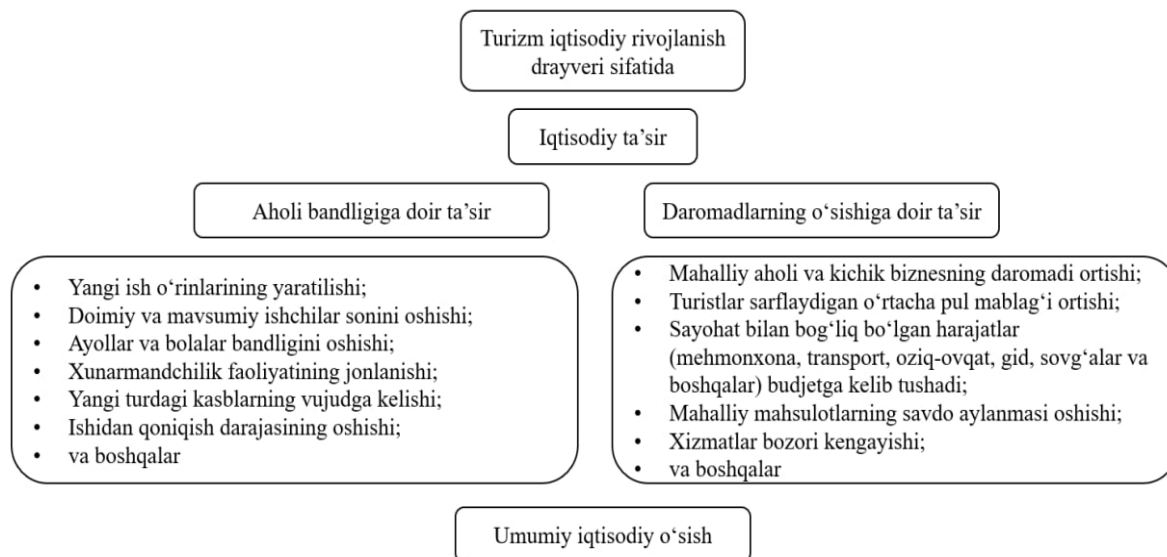 Turizm iqtisodiy rivojlanish
drayveri sifatida
Iqtisodiy ta’sir
Aholi bandligiga doir ta’sir
Daromadlarning o‘sishiga doir ta’sir
• Yangi ish o‘rinlarining yaratilishi;
• Doimiy va mavsumiy ishchilar sonini oshishi;
• Ayollar va bolalar bandligini oshishi;
• Xunarmandchilik faoliyatining jonlanishi;
• Yangi turdagi kasblarning vujudga kelishi;
• Ishidan qoniqish darajasining oshishi;
• va boshqalar
• Mahalliy aholi va kichik biznesning daromadi ortishi;
• Turistlar sarflaydigan o‘rtacha pul mablag‘i ortishi;
• Sayohat bilan bog‘liq bo‘lgan harajatlar
(mehmonxona, transport, oziq-ovqat, gid, sovg‘alar va
boshqalar) budjetga kelib tushadi;
• Mahalliy mahsulotlarning savdo aylanmasi oshishi;
• Xizmatlar bozori kengayishi;
• va boshqalar
Umumiy iqtisodiy o‘sish